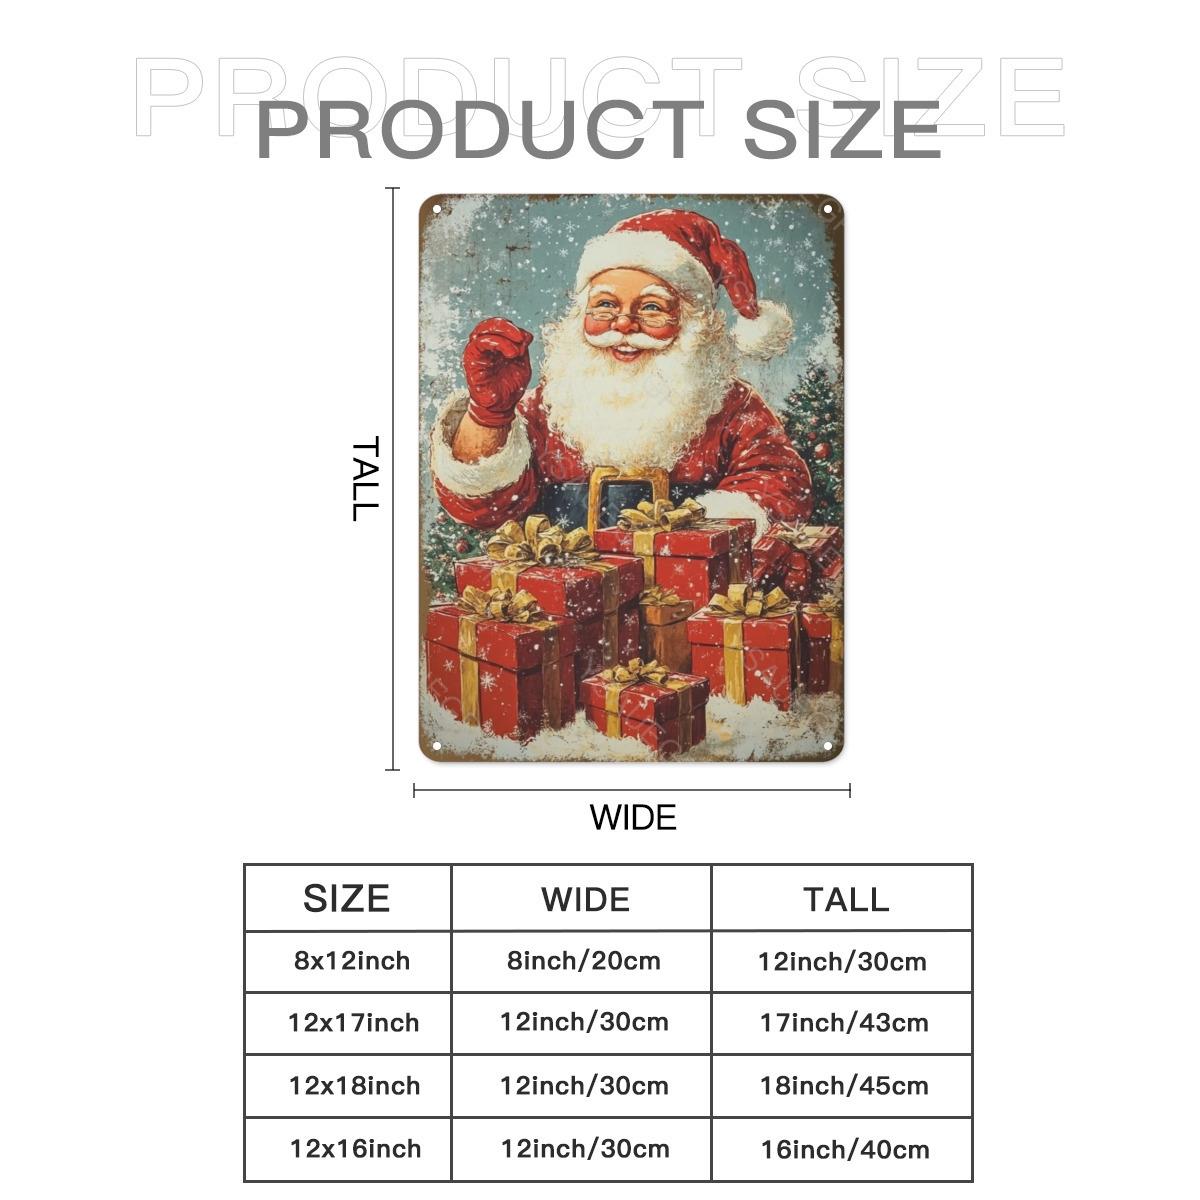 PRODUCT SIZE
PRODUCT SIZE
TALL
WIDE
SIZE WIDE TALL
8x12inch 8inch/20cm 12inch/30cm
12x17inch 12inch/30cm 17inch/43cm
12x18inch 12inch/30cm 18inch/45cm
12x16inch 12inch/30cm 16inch/40cm